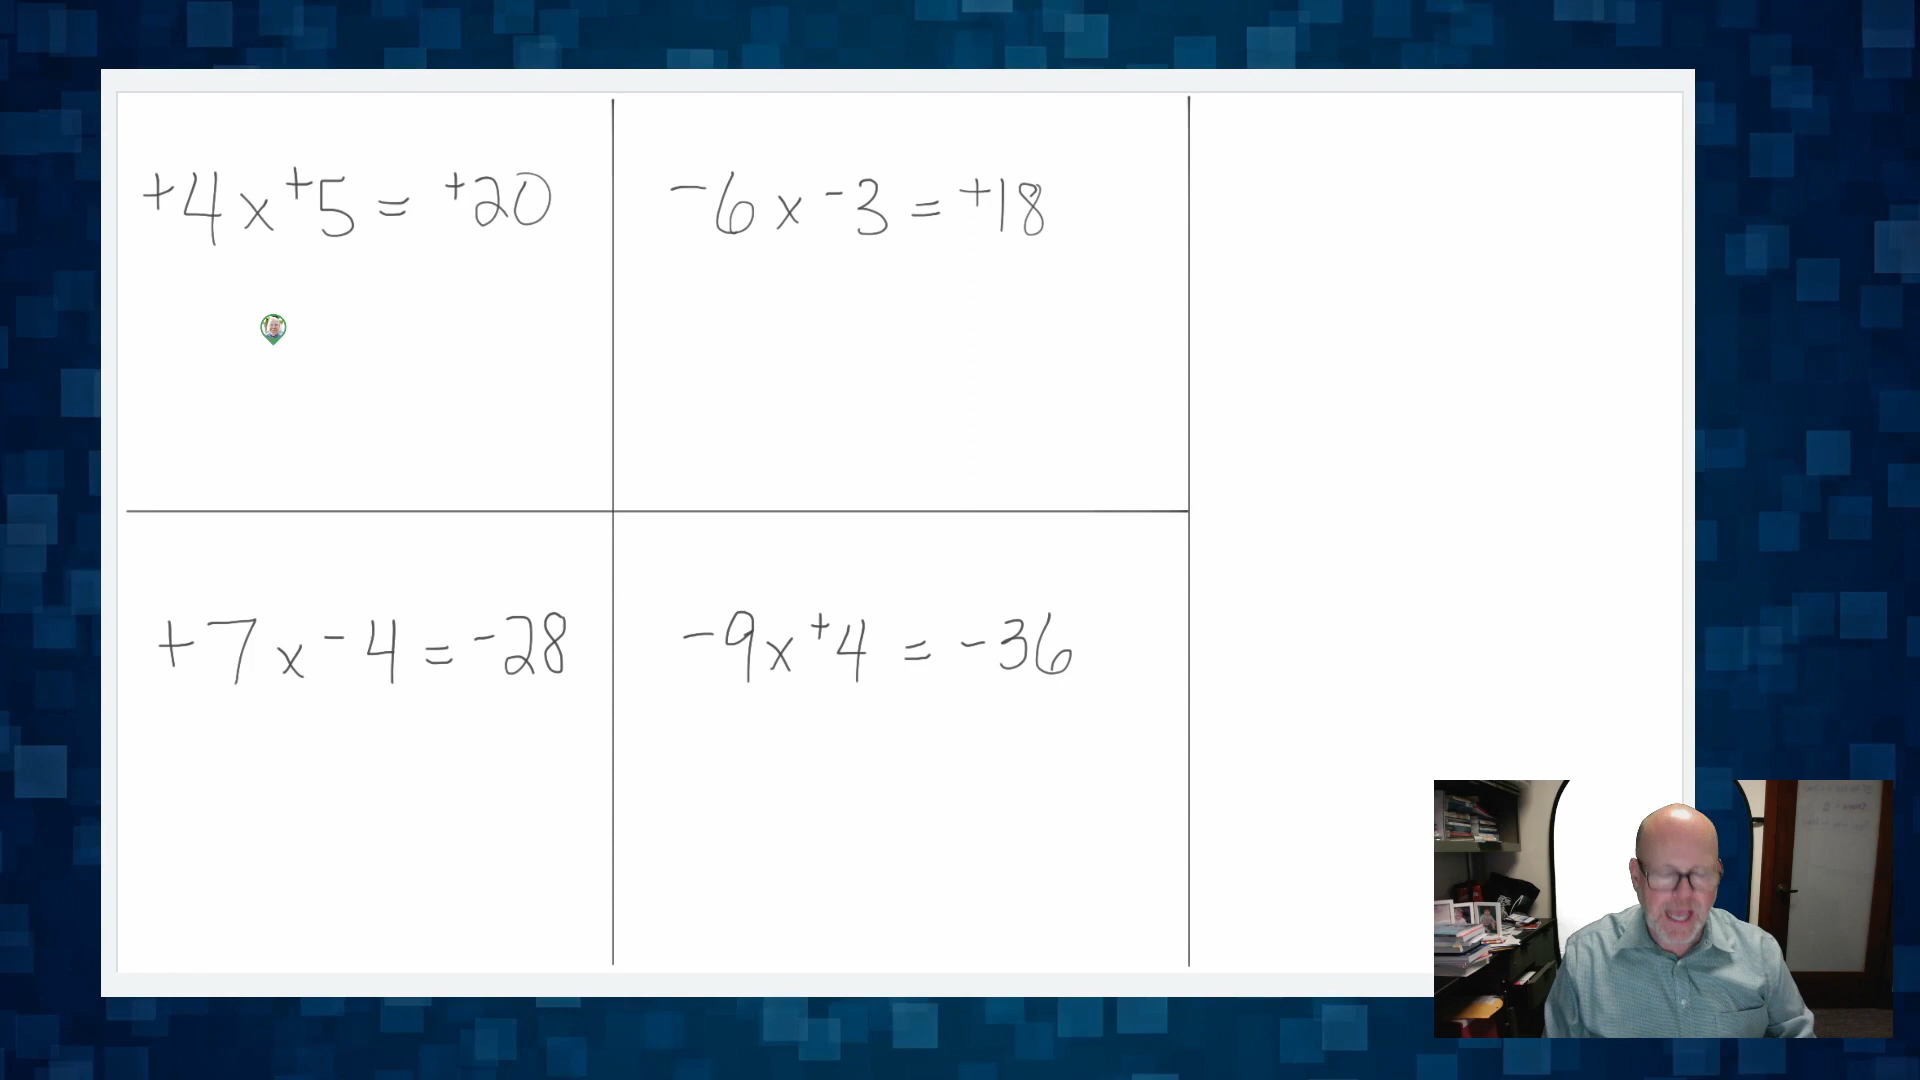 +4 x +5 = +20
-6 x -3 = +18
+7 x -4 = -28
-9 x +4 = -36